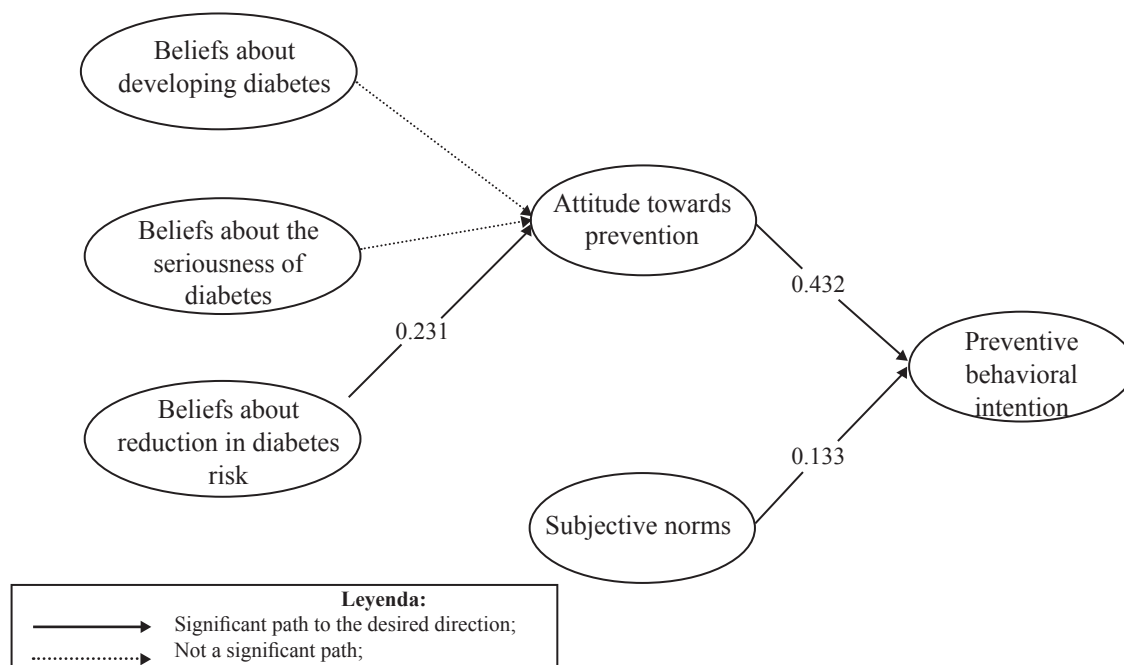 Beliefs about
developing diabetes
Beliefs about the
seriousness of
diabetes
Beliefs about
reduction in diabetes
risk
0.231
Attitude towards
prevention
0.432
Subjective norms
0.133
Preventive
behavioral
intention
Leyenda:
Significant path to the desired direction;
Not a significant path;